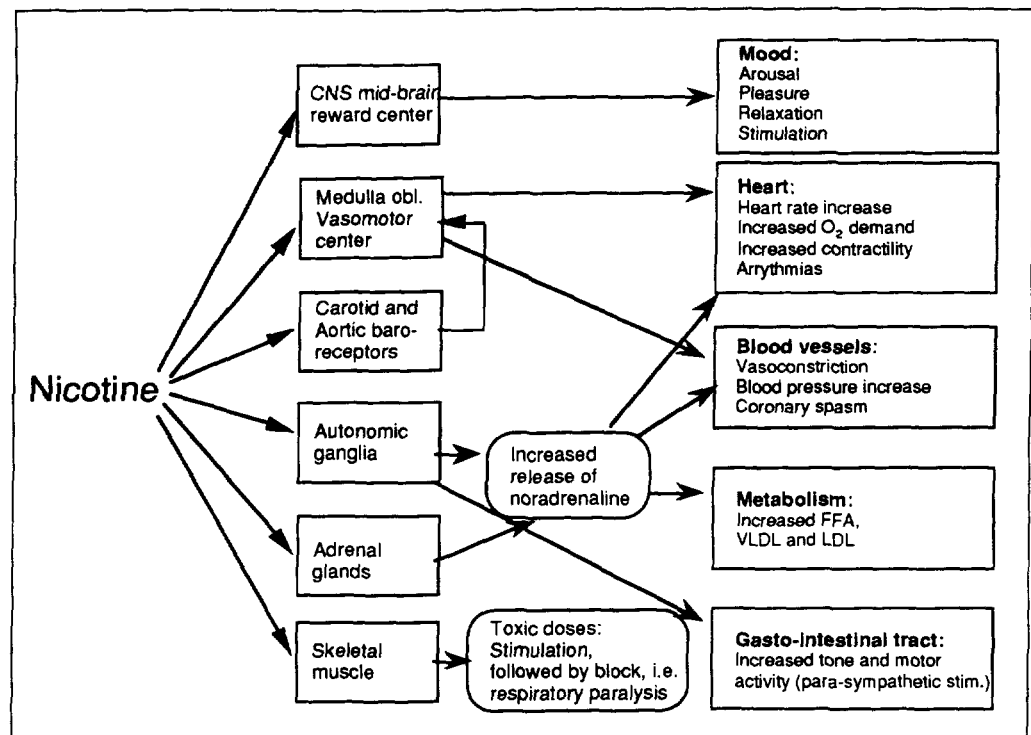 Nicotine
CNS mid-brain
reward center
Medulla obl.
Vasomotor
center
Carotid and
Aortic baro-
receptors
Autonomic
ganglia
Adrenal
glands
Skeletal
muscle
Increased
release of
noradrenaline
Toxic doses:
Stimulation,
followed by block, i.e.
respiratory paralysis
Mood:
Arousal
Pleasure
Relaxation
Stimulation
Heart:
Heart rate increase
Increased O₂ demand
Increased contractility
Arrythmias
Blood vessels:
Vasoconstriction
Blood pressure increase
Coronary spasm
Metabolism:
Increased FFA,
VLDL and LDL
Gasto-intestinal tract:
Increased tone and motor
activity (para-sympathetic stim.)